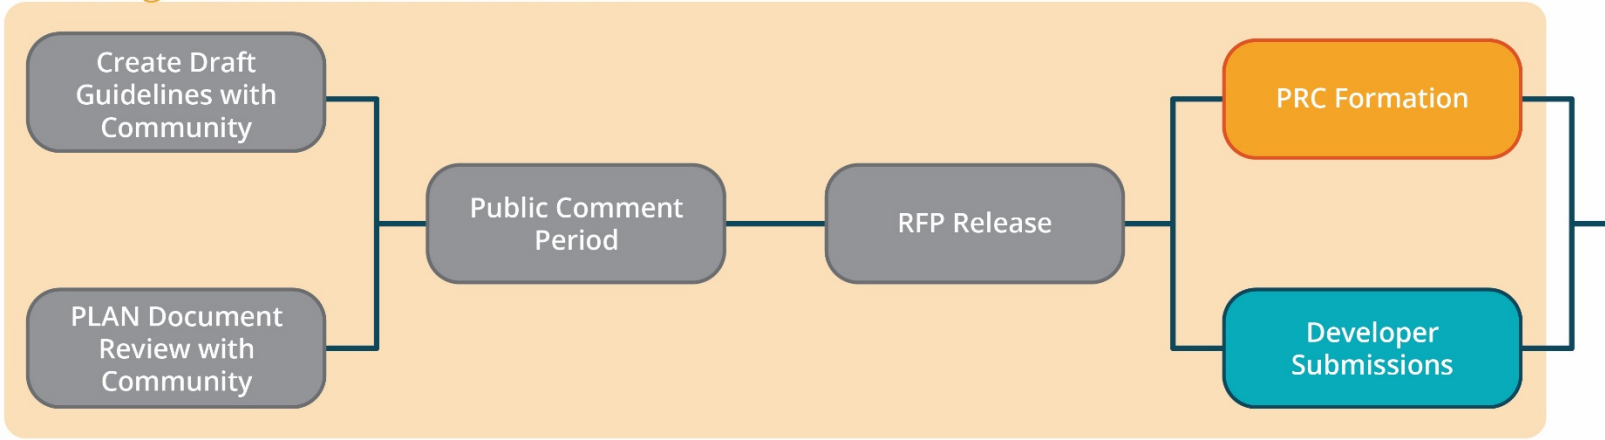 Create Draft
Guidelines with
Community
PLAN Document
Review with
Community
Public Comment
Period
RFP Release
PRC Formation
Developer
Submissions